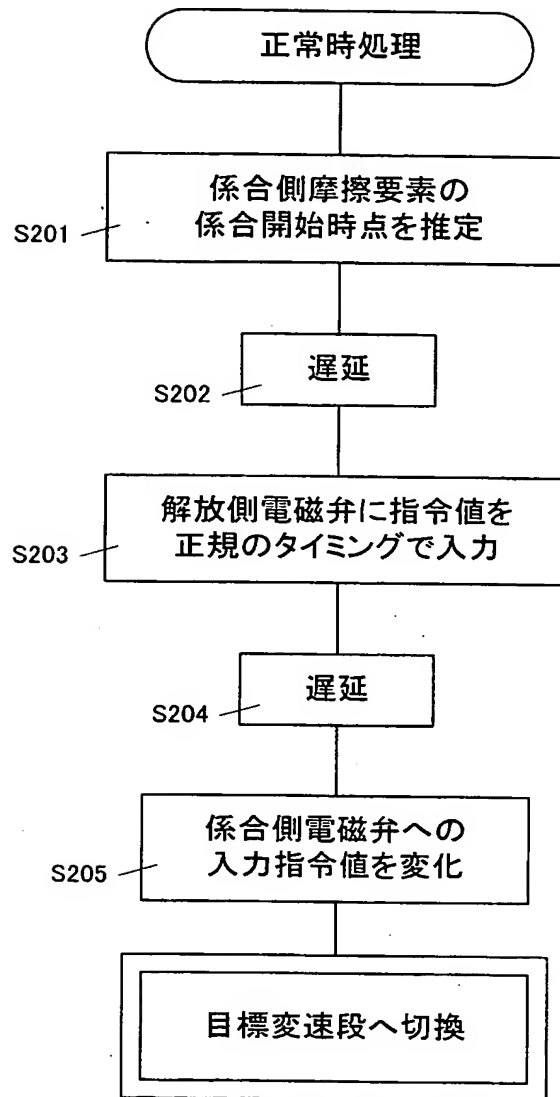 正常時処理
係合側摩擦要素の
係合開始時点を推定
S201
遅延
S202
解放側電磁弁に指令値を
正規のタイミングで入力
S203
遅延
S204
係合側電磁弁への
入力指令値を変化
S205
目標変速段へ切換